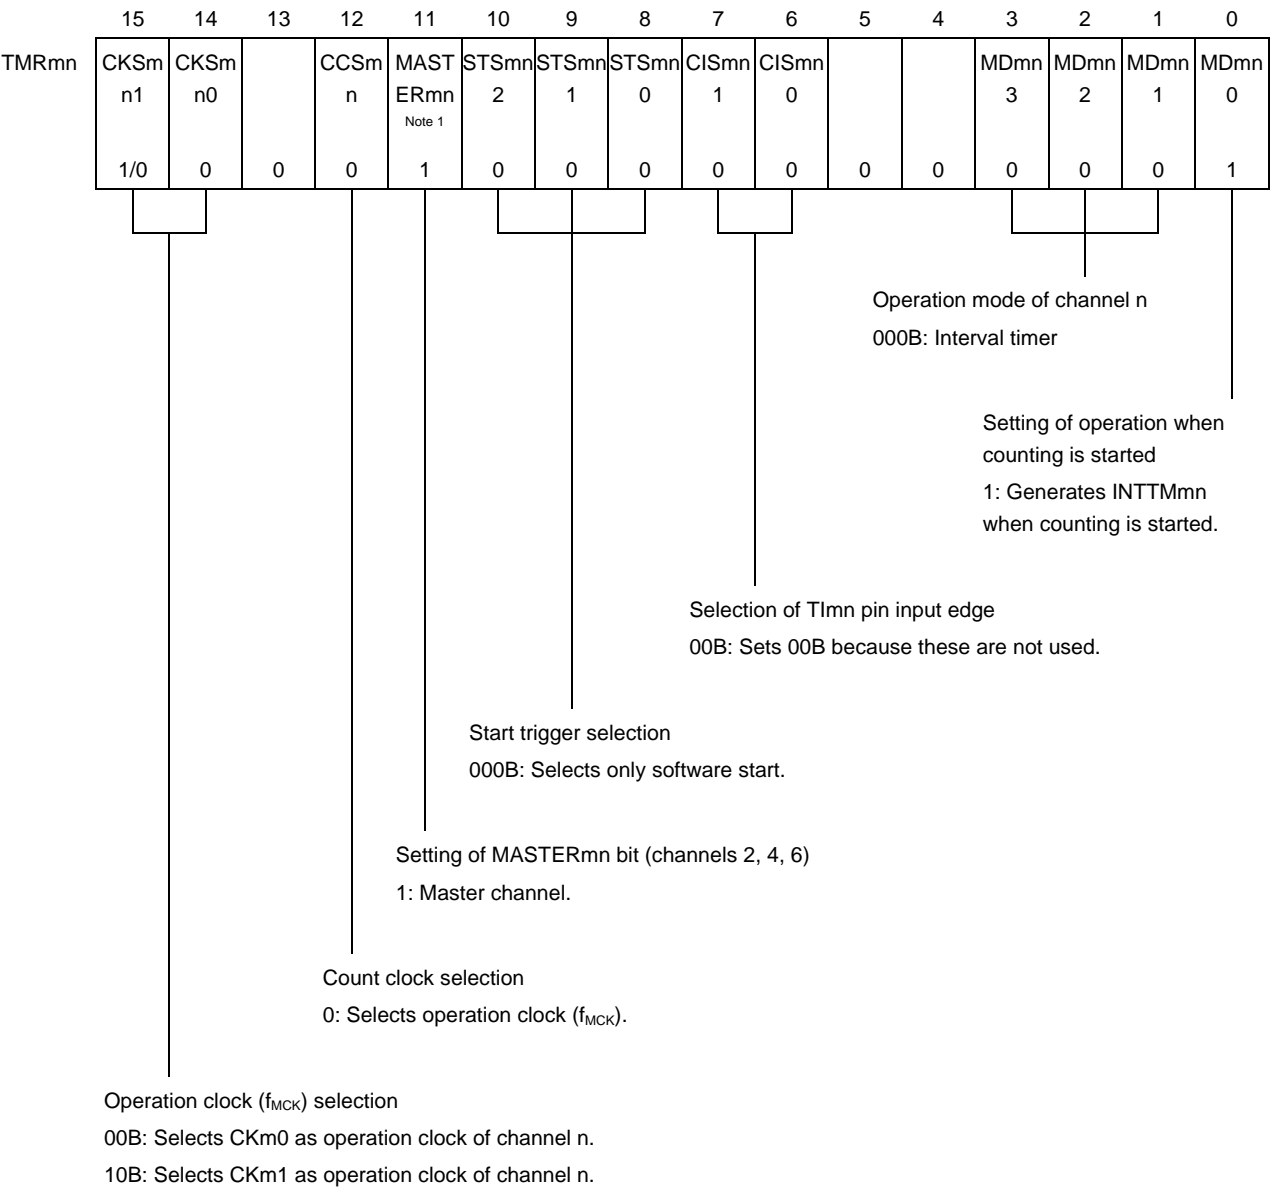 15 14 13 12 11 10 9 8 7 6 5 4 3 2 1 0
TMRmn CKSm CKSm CCSm MAST STSmn STSmn STSmn CISmn CISmn MDmn MDmn MDmn MDmn
n1 n0 n ERmn 2 1 0 1 0 3 2 1 0
Note 1
1/0 0 0 0 1 0 0 0 0 0 0 0 0 0 0 1
Operation mode of channel n
000B: Interval timer
Setting of operation when
counting is started
1: Generates INTTMmn
when counting is started.
Selection of TImn pin input edge
00B: Sets 00B because these are not used.
Start trigger selection
000B: Selects only software start.
Setting of MASTERmn bit (channels 2, 4, 6)
1: Master channel.
Count clock selection
0: Selects operation clock (fMCK).
Operation clock (fMCK) selection
00B: Selects CKm0 as operation clock of channel n.
10B: Selects CKm1 as operation clock of channel n.